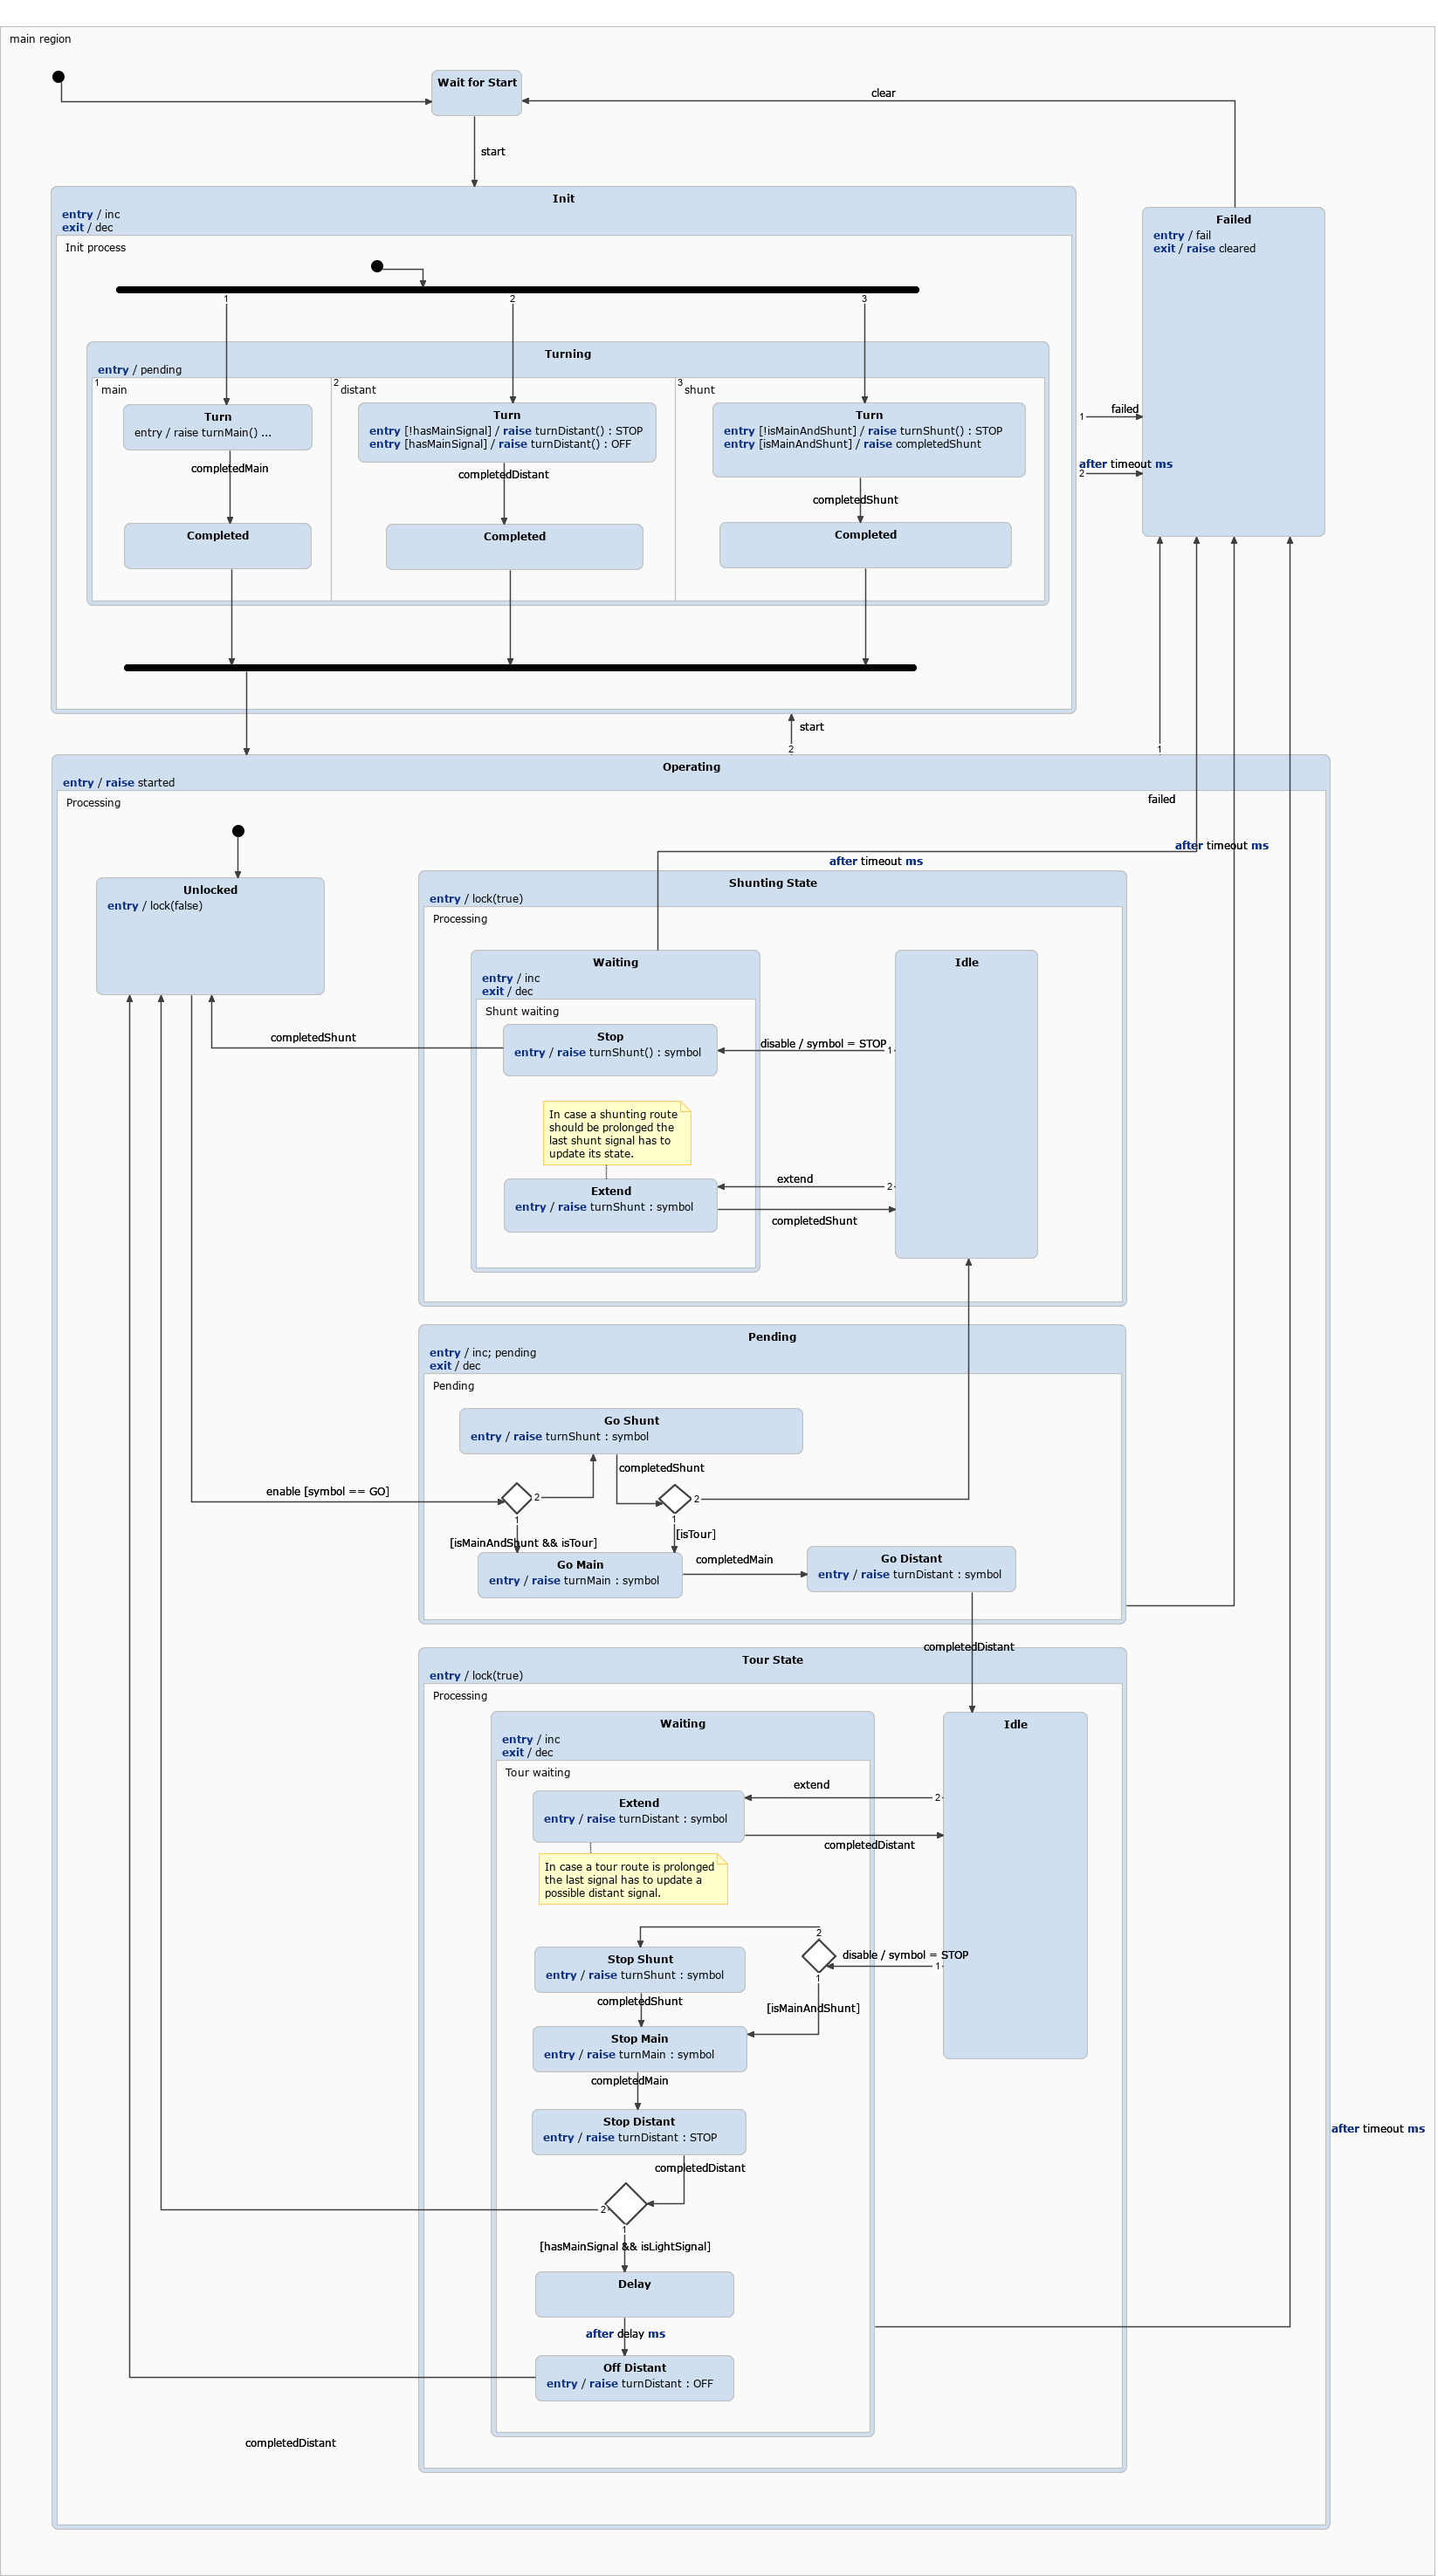 main region
Wait for Start
clear
start
Init
entry / inc
exit / dec
Init process
1
2
3
Turning
entry / pending
1
main
2
distant
3
shunt
Turn
entry / raise turnMain() ...
Turn
entry [!hasMainSignal] / raise turnDistant() : STOP
entry [hasMainSignal] / raise turnDistant() : OFF
Turn
entry [!isMainAndShunt] / raise turnShunt() : STOP
entry [isMainAndShunt] / raise completedShunt
completedMain
completedDistant
completedShunt
Completed
Completed
Completed
Failed
entry / fail
exit / raise cleared
1
failed
after timeout ms
2
start
2
1
Operating
entry / raise started
Processing
failed
after timeout ms
after timeout ms
Unlocked
entry / lock(false)
Shunting State
entry / lock(true)
Processing
Waiting
entry / inc
exit / dec
Shunt waiting
Idle
Stop
entry / raise turnShunt() : symbol
completedShunt
disable / symbol = STOP
1
In case a shunting route
should be prolonged the
last shunt signal has to
update its state.
Extend
entry / raise turnShunt : symbol
extend
2
completedShunt
Pending
entry / inc; pending
exit / dec
Pending
Go Shunt
entry / raise turnShunt : symbol
completedShunt
enable [symbol == GO]
2
2
1
1
[isMainAndShunt && isTour]
[isTour]
Go Main
entry / raise turnMain : symbol
completedMain
Go Distant
entry / raise turnDistant : symbol
completedDistant
Tour State
entry / lock(true)
Processing
Waiting
entry / inc
exit / dec
Tour waiting
Idle
Extend
entry / raise turnDistant : symbol
extend
2
completedDistant
In case a tour route is prolonged
the last signal has to update a
possible distant signal.
2
disable / symbol = STOP
1
1
Stop Shunt
entry / raise turnShunt : symbol
completedShunt
[isMainAndShunt]
Stop Main
entry / raise turnMain : symbol
completedMain
Stop Distant
entry / raise turnDistant : STOP
after timeout ms
completedDistant
2
1
[hasMainSignal && isLightSignal]
Delay
after delay ms
Off Distant
entry / raise turnDistant : OFF
completedDistant